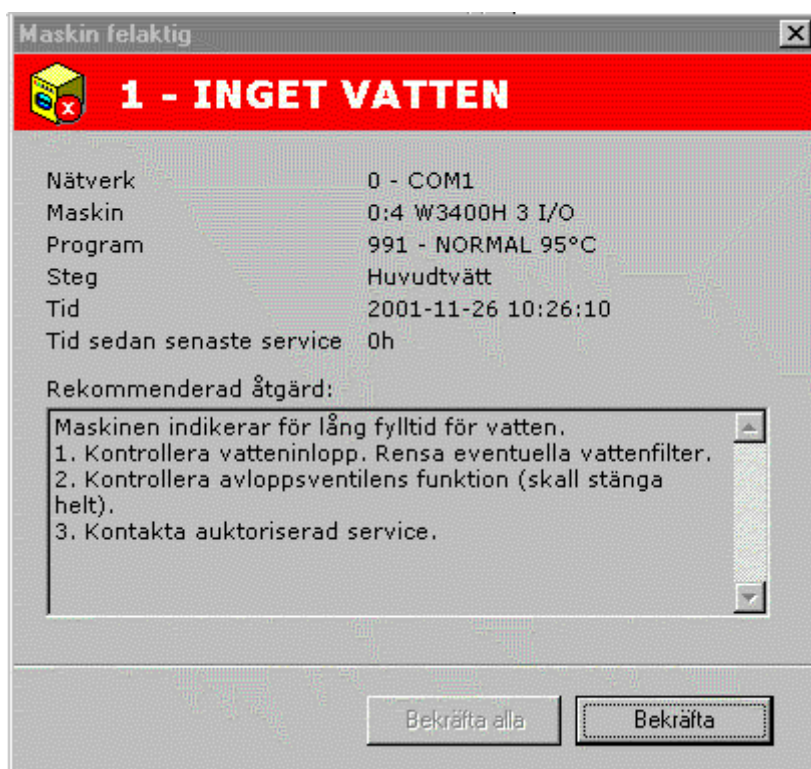 Maskin felaktig
1 - INGET VATTEN
Nätverk 0 - COM1
Maskin 0:4 W3400H 3 I/O
Program 991 - NORMAL 95°C
Steg Huvudtvätt
Tid 2001-11-26 10:26:10
Tid sedan senaste service 0h
Rekommenderad åtgärd:
Maskinen indikerar för lång fylltid för vatten.
1. Kontrollera vatteninlopp. Rensa eventuella vattenfilter.
2. Kontrollera avloppsventilens funktion (skall stänga
helt).
3. Kontakta auktoriserad service.
Bekräfta alla Bekräfta